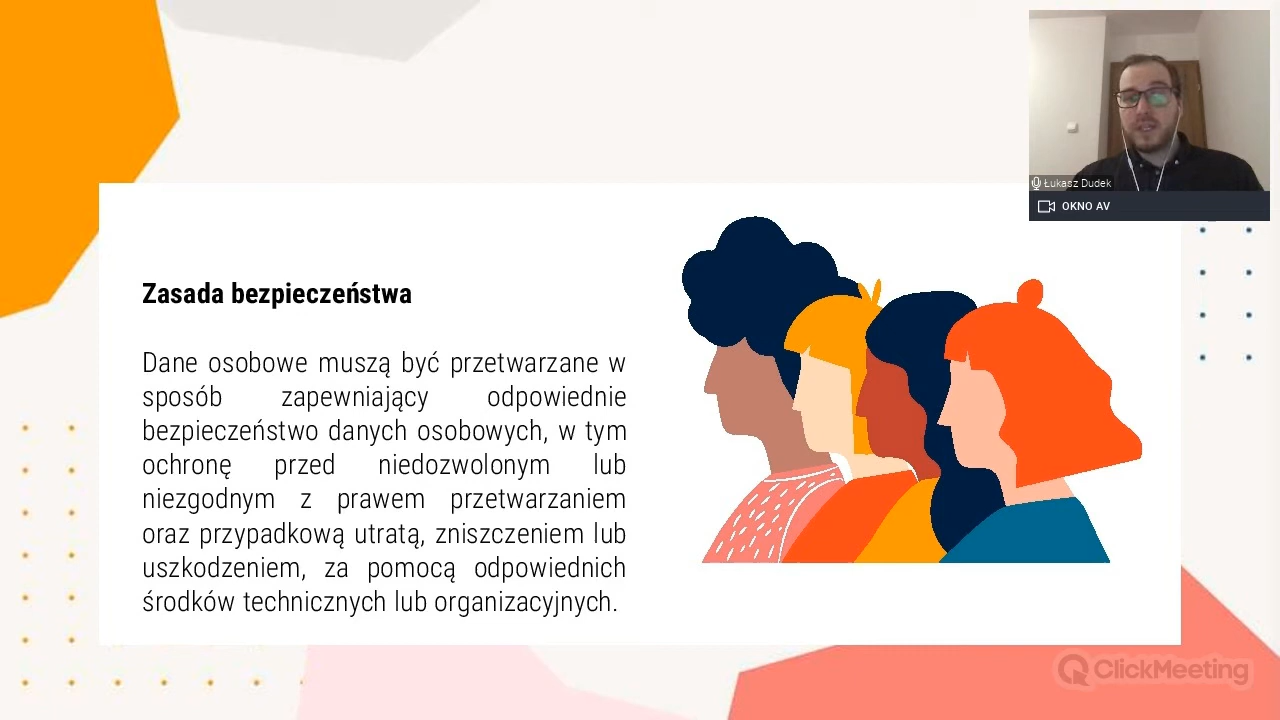 Łukasz Dudek
OKNO AV
Zasada bezpieczeństwa
Dane osobowe muszą być przetwarzane w
sposób zapewniający odpowiednie
bezpieczeństwo danych osobowych, w tym
ochronę przed niedozwolonym lub
niezgodnym z prawem przetwarzaniem
oraz przypadkową utratą, zniszczeniem lub
uszkodzeniem, za pomocą odpowiednich
środków technicznych lub organizacyjnych.
ClickMeeting